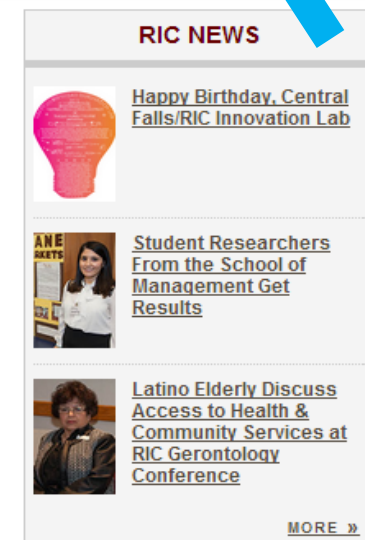 RIC NEWS
Happy Birthday, Central
Falls/RIC Innovation Lab
Student Researchers
From the School of
Management Get
Results
ANE
Latino Elderly Discuss
Access to Health &
Community Services at
RIC Gerontology
Conference
MORE »